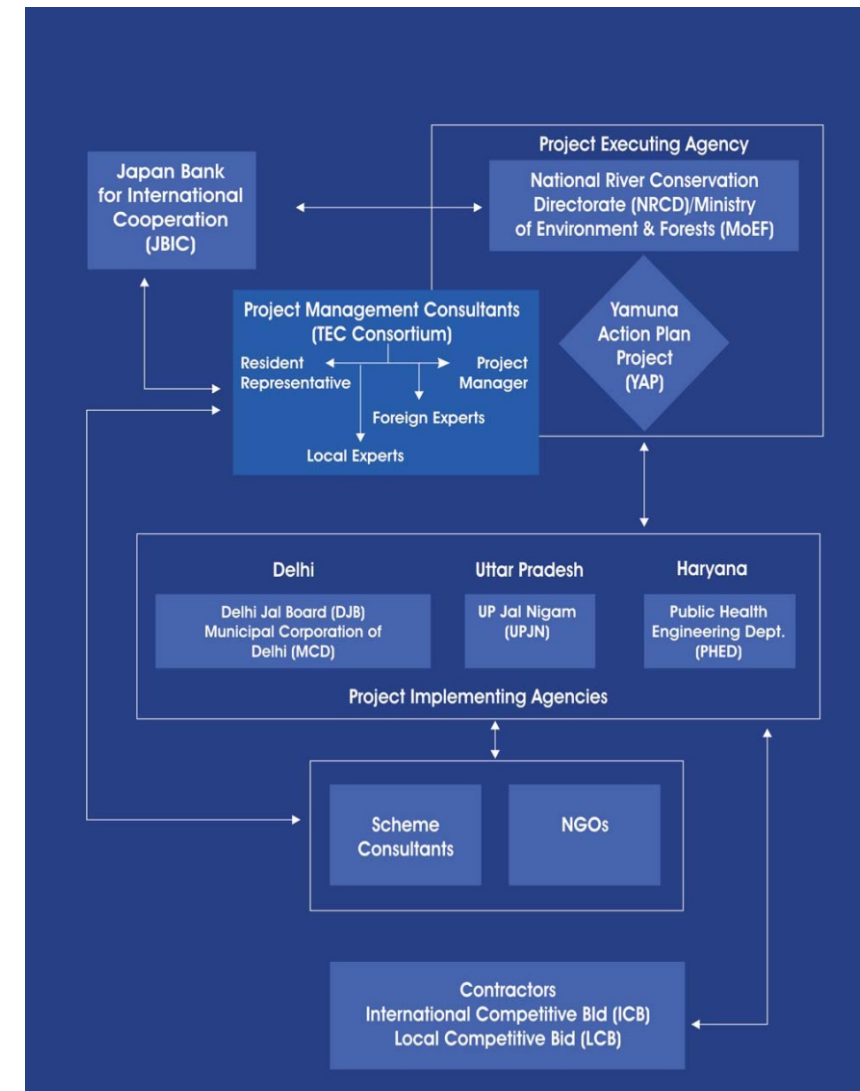 Project Executing Agency
Japan Bank
for International
Cooperation
(JBIC)
National River Conservation
Directorate (NRCD)/Ministry
of Environment & Forests (MoEF)
Project Management Consultants
(TEC Consortium)
Resident
Representative
Project
Manager
Foreign Experts
Local Experts
Yamuna
Action Plan
Project
(YAP)
Delhi
Delhi Jal Board (DJB)
Municipal Corporation of
Delhi (MCD)
Uttar Pradesh
UP Jal Nigam
(UPJN)
Haryana
Public Health
Engineering Dept.
(PHED)
Project Implementing Agencies
Scheme
Consultants
NGOs
Contractors
International Competitive Bid (ICB)
Local Competitive Bid (LCB)